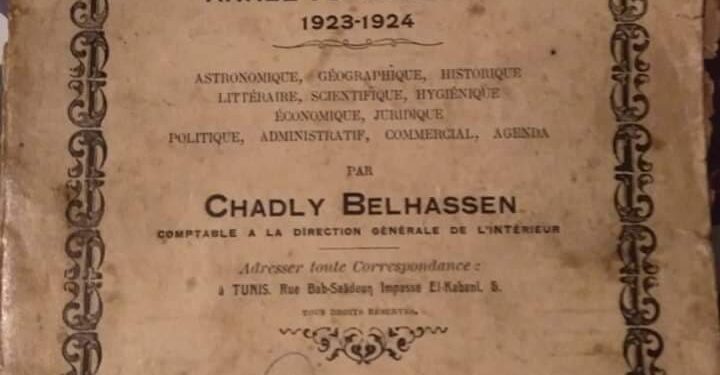 1923-1924
ASTRONOMIQUE, GÉOGRAPHIQUE, HISTORIQUE
LITTÉRAIRE, SCIENTIFIQUE, HYGIÉNIQUE
ÉCONOMIQUE, JURIDIQUE
POLITIQUE, ADMINISTRATIF, COMMERCIAL, AGENDA
PAR
CHADLY BELHASSEN
COMPTABLE A LA DIRECTION GÉNÉRALE DE L'INTÉRIEUR
Adresser toute Correspondance :
à TUNIS, Rue Bab-Saâdoun Impasse El-Kabani,
TOUS DROITS RÉSERVÉS.